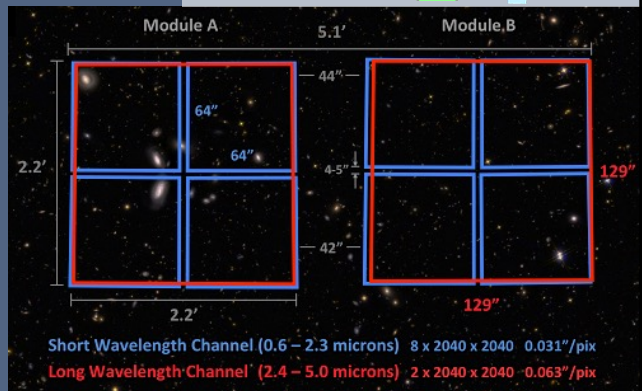 Module A
Module B
5.1'
44"
64"
64"
2.2'
4-5"
129"
42"
129"
2.2'
Short Wavelength Channel (0.6 – 2.3 microns) 8 x 2040 x 2040 0.031"/pix
Long Wavelength Channel (2.4 – 5.0 microns) 2 x 2040 x 2040 0.063"/pix